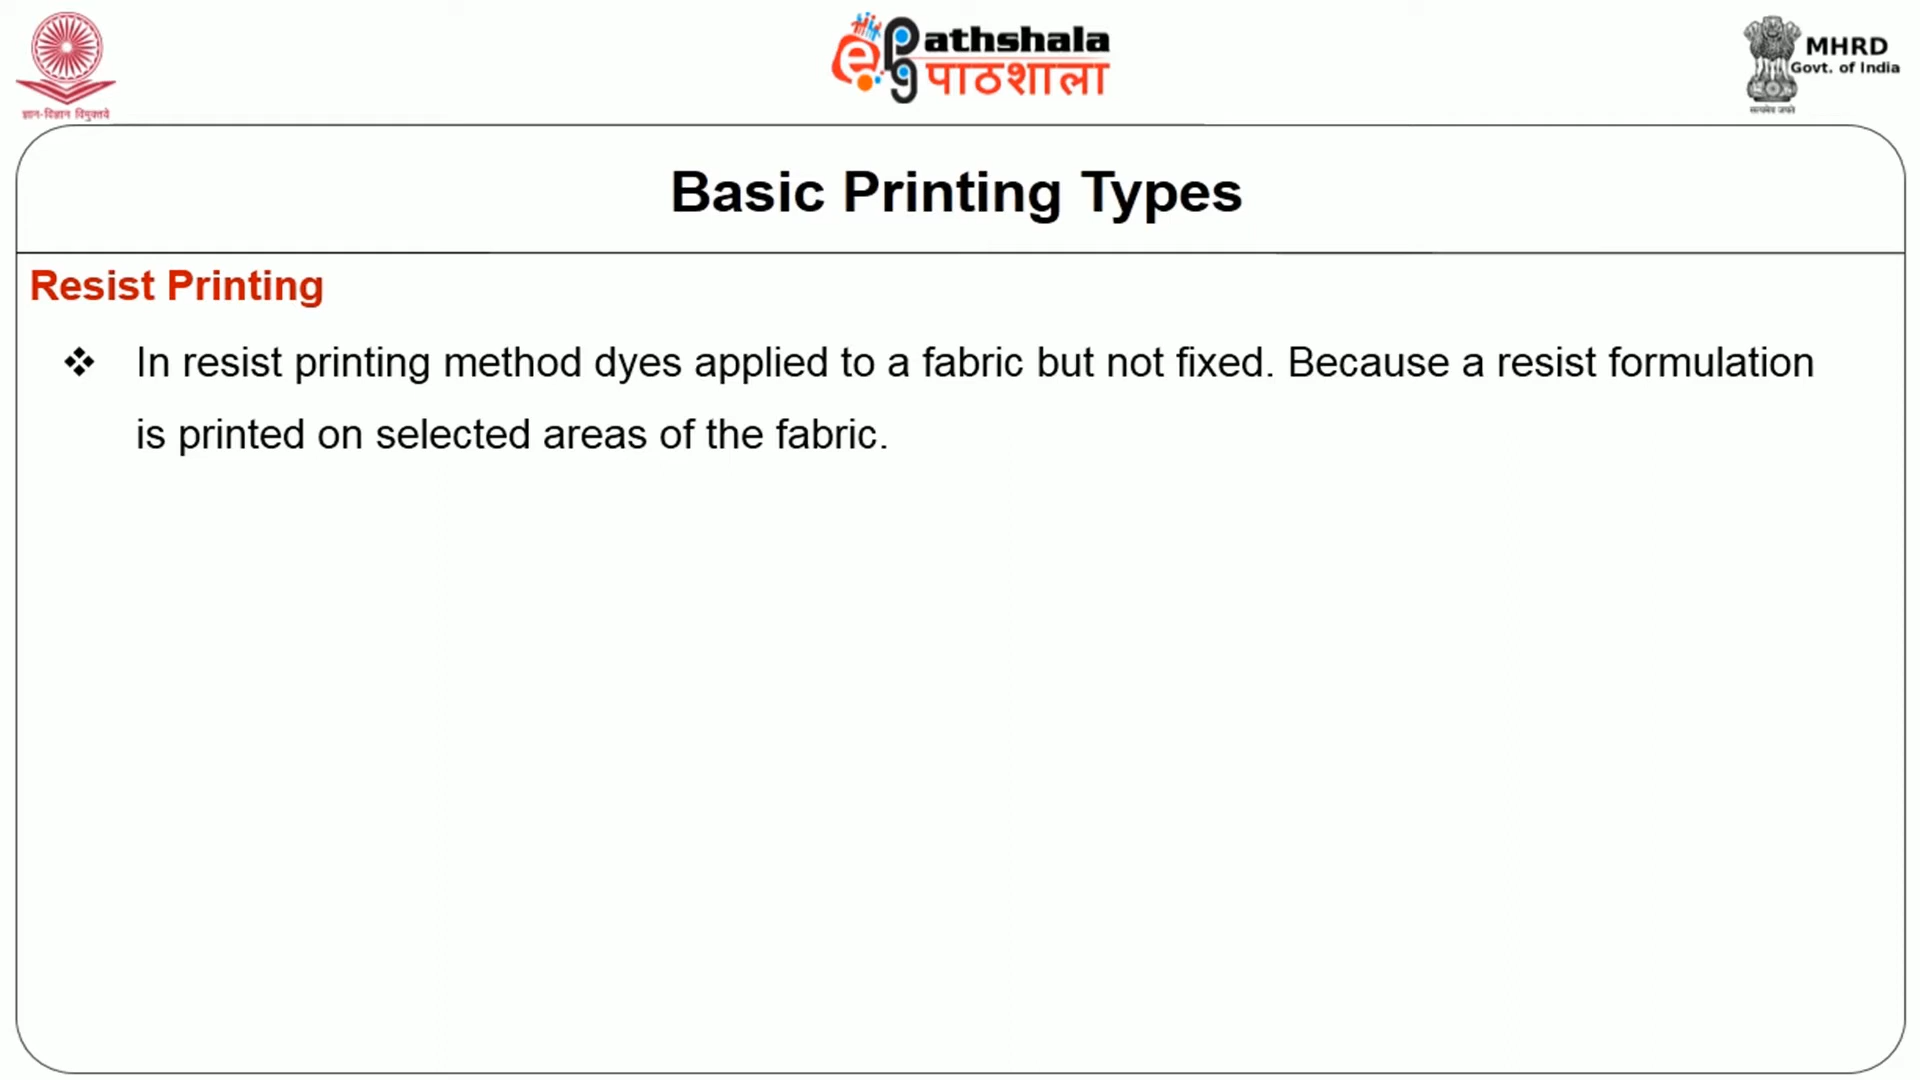 ज्ञान-विज्ञान विमुक्तये
e
Pathshala
pg पाठशाला
MHRD
Govt. of India
सत्यमेव जयते
Basic Printing Types
Resist Printing
❖ In resist printing method dyes applied to a fabric but not fixed. Because a resist formulation
is printed on selected areas of the fabric.